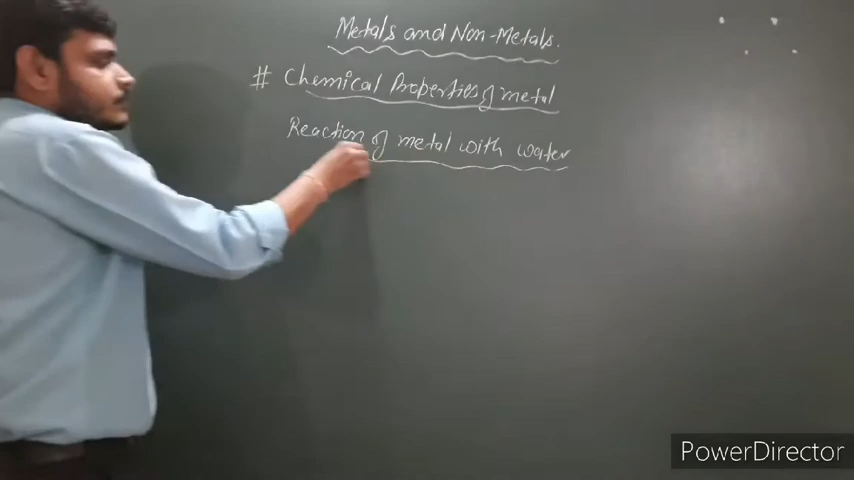 Metals and Non-Metals.
# Chemical Properties of metal
Reaction of metal with water
PowerDirector